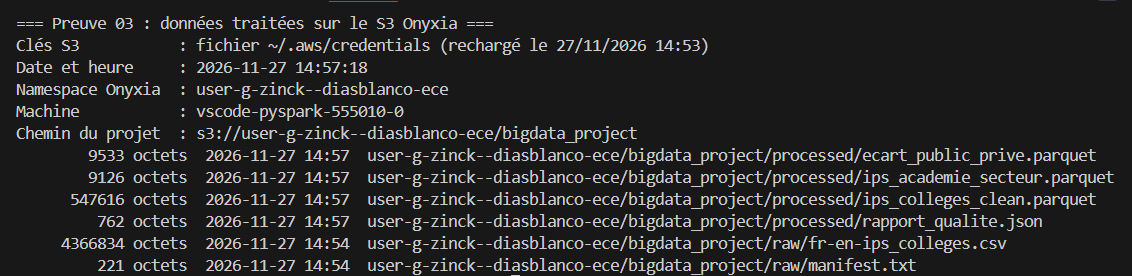 === Preuve 03 : données traitées sur le S3 Onyxia ===
Clés S3 : fichier ~/.aws/credentials (rechargé le 27/11/2026 14:53)
Date et heure : 2026-11-27 14:57:18
Namespace Onyxia : user-g-zinck--diasblanco-ece
Machine : vscode-pyspark-555010-0
Chemin du projet : s3://user-g-zinck--diasblanco-ece/bigdata_project
9533 octets 2026-11-27 14:57 user-g-zinck--diasblanco-ece/bigdata_project/processed/ecart_public_prive.parquet
9126 octets 2026-11-27 14:57 user-g-zinck--diasblanco-ece/bigdata_project/processed/ips_academie_secteur.parquet
547616 octets 2026-11-27 14:57 user-g-zinck--diasblanco-ece/bigdata_project/processed/ips_colleges_clean.parquet
762 octets 2026-11-27 14:57 user-g-zinck--diasblanco-ece/bigdata_project/processed/rapport_qualite.json
4366834 octets 2026-11-27 14:54 user-g-zinck--diasblanco-ece/bigdata_project/raw/fr-en-ips_colleges.csv
221 octets 2026-11-27 14:54 user-g-zinck--diasblanco-ece/bigdata_project/raw/manifest.txt